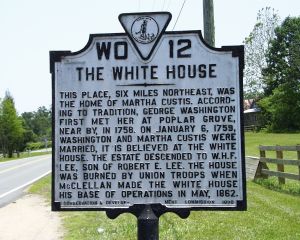 WO 12
THE WHITE HOUSE
THIS PLACE, SIX MILES NORTHEAST, WAS
THE HOME OF MARTHA CUSTIS. ACCORD-
ING TO TRADITION, GEORGE WASHINGTON
FIRST MET HER AT POPLAR GROVE,
NEAR BY, IN 1758. ON JANUARY 6, 1759,
WASHINGTON AND MARTHA CUSTIS WERE
MARRIED, IT IS BELIEVED AT THE WHITE
HOUSE. THE ESTATE DESCENDED TO W.H.F.
LEE, SON OF ROBERT E. LEE. THE HOUSE
WAS BURNED BY UNION TROOPS WHEN
McCLELLAN MADE THE WHITE HOUSE
HIS BASE OF OPERATIONS IN MAY, 1862.
CONSERVATION & DEVELOPMENT COMMISSION